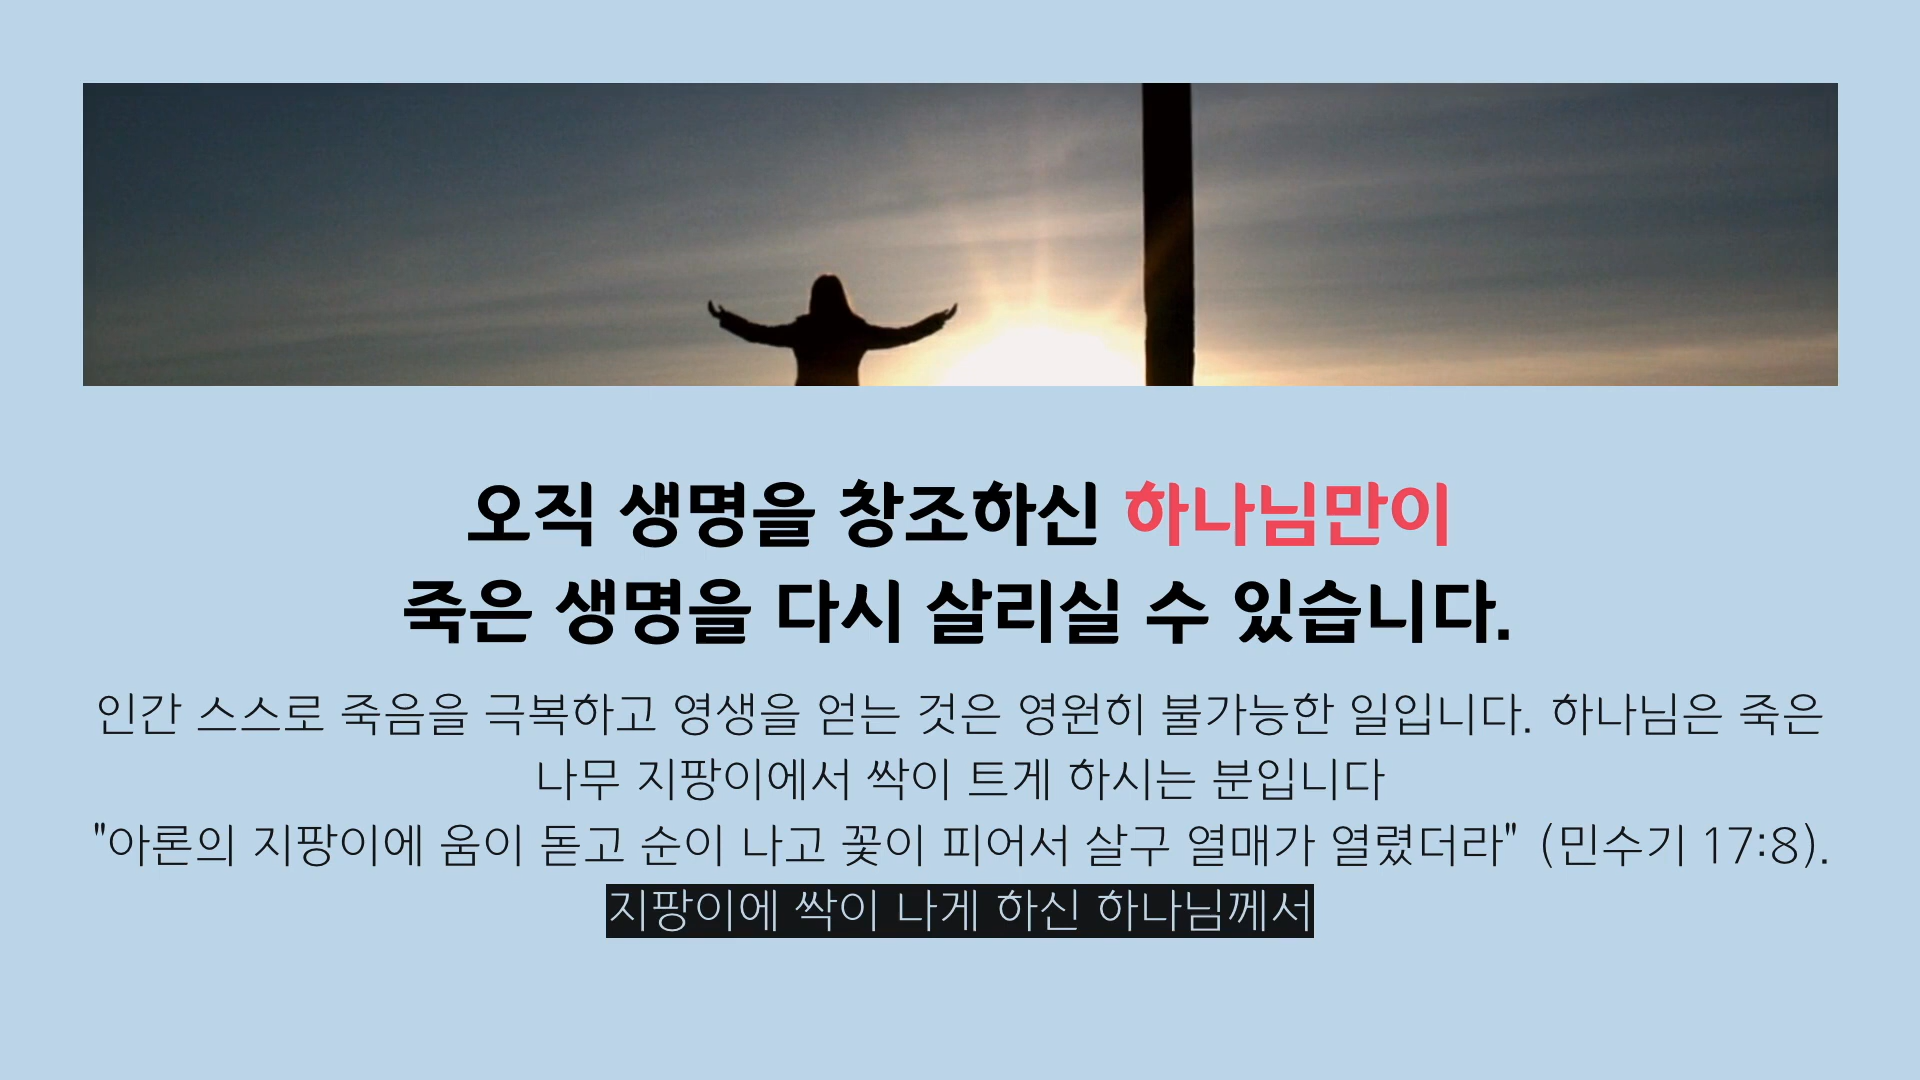 오직 생명을 창조하신 하나님만이
죽은 생명을 다시 살리실 수 있습니다.
인간 스스로 죽음을 극복하고 영생을 얻는 것은 영원히 불가능한 일입니다. 하나님은 죽은
나무 지팡이에서 싹이 트게 하시는 분입니다
"아론의 지팡이에 움이 돋고 순이 나고 꽃이 피어서 살구 열매가 열렸더라" (민수기 17:8).
지팡이에 싹이 나게 하신 하나님께서